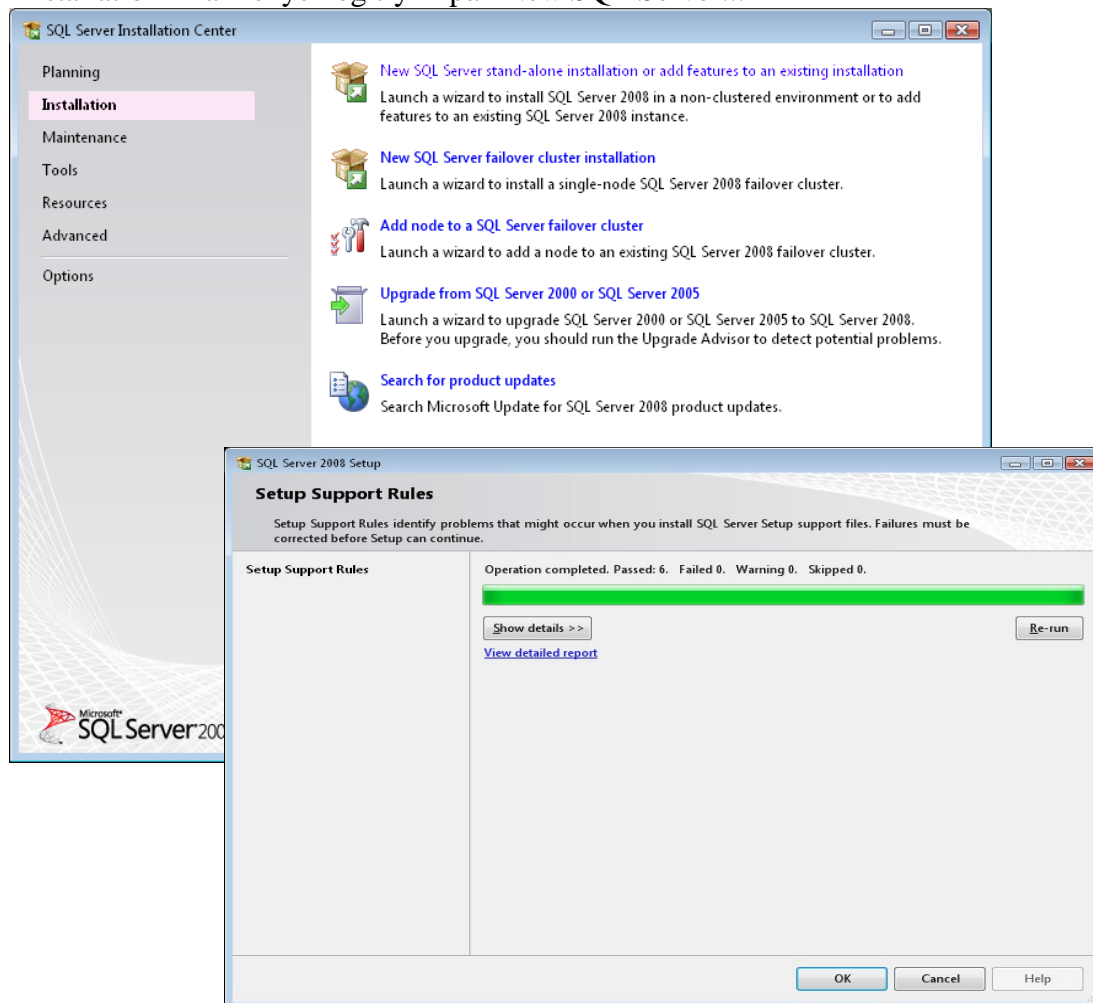 SQL Server Installation Center
Planning
Installation
Maintenance
Tools
Resources
Advanced
Options
New SQL Server stand-alone installation or add features to an existing installation
Launch a wizard to install SQL Server 2008 in a non-clustered environment or to add
features to an existing SQL Server 2008 instance.
New SQL Server failover cluster installation
Launch a wizard to install a single-node SQL Server 2008 failover cluster.
Add node to a SQL Server failover cluster
Launch a wizard to add a node to an existing SQL Server 2008 failover cluster.
Upgrade from SQL Server 2000 or SQL Server 2005
Launch a wizard to upgrade SQL Server 2000 or SQL Server 2005 to SQL Server 2008.
Before you upgrade, you should run the Upgrade Advisor to detect potential problems.
Search for product updates
Search Microsoft Update for SQL Server 2008 product updates.
Microsoft
SQL Server 200
SQL Server 2008 Setup
Setup Support Rules
Setup Support Rules identify problems that might occur when you install SQL Server Setup support files. Failures must be
corrected before Setup can continue.
Setup Support Rules
Operation completed. Passed: 6. Failed 0. Warning 0. Skipped 0.
Show details >>
Re-run
View detailed report
OK
Cancel
Help